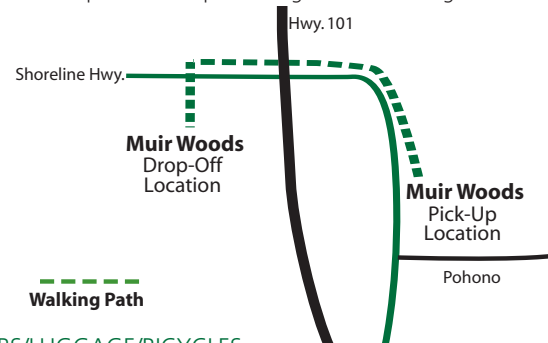 Hwy. 101
Shoreline Hwy.
Muir Woods
Drop-Off
Location
Muir Woods
Pick-Up
Location
Pohono
Walking Path